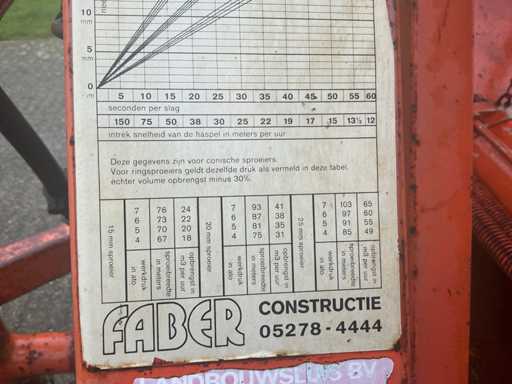 10
mm
5
mm
0
m
5 10 15 20 25 30 35 40 45 50 55 60
seconden per slag
150 75 50 38 30 25 22 19 17 15 13½ 12
intrek snelheid van de haspel in meters per uur
Deze gegevens zijn voor conische sproeiers.
Voor ringsproeiers geldt dezelfde druk als vermeld in deze tabel.
echter volume opbrengst minus 30%.
15 mm sproeier
7 6 5 4
werkdruk
in ato
76 73 70 67
sproeibreedte
in meters
24 22 20 18
opbrengst in
m3 per uur
20 mm sproeier
7 6 5 4
werkdruk
in ato
93 87 81 75
sproeibreedte
in meters
41 38 35 31
opbrengst in
m3 per uur
25 mm sproeier
7 6 5 4
werkdruk
in ato
103 97 91 85
sproeibreedte
in meters
65 60 55 49
opbrengst in
m3 per uur
FABER CONSTRUCTIE
05278 - 4444
BV